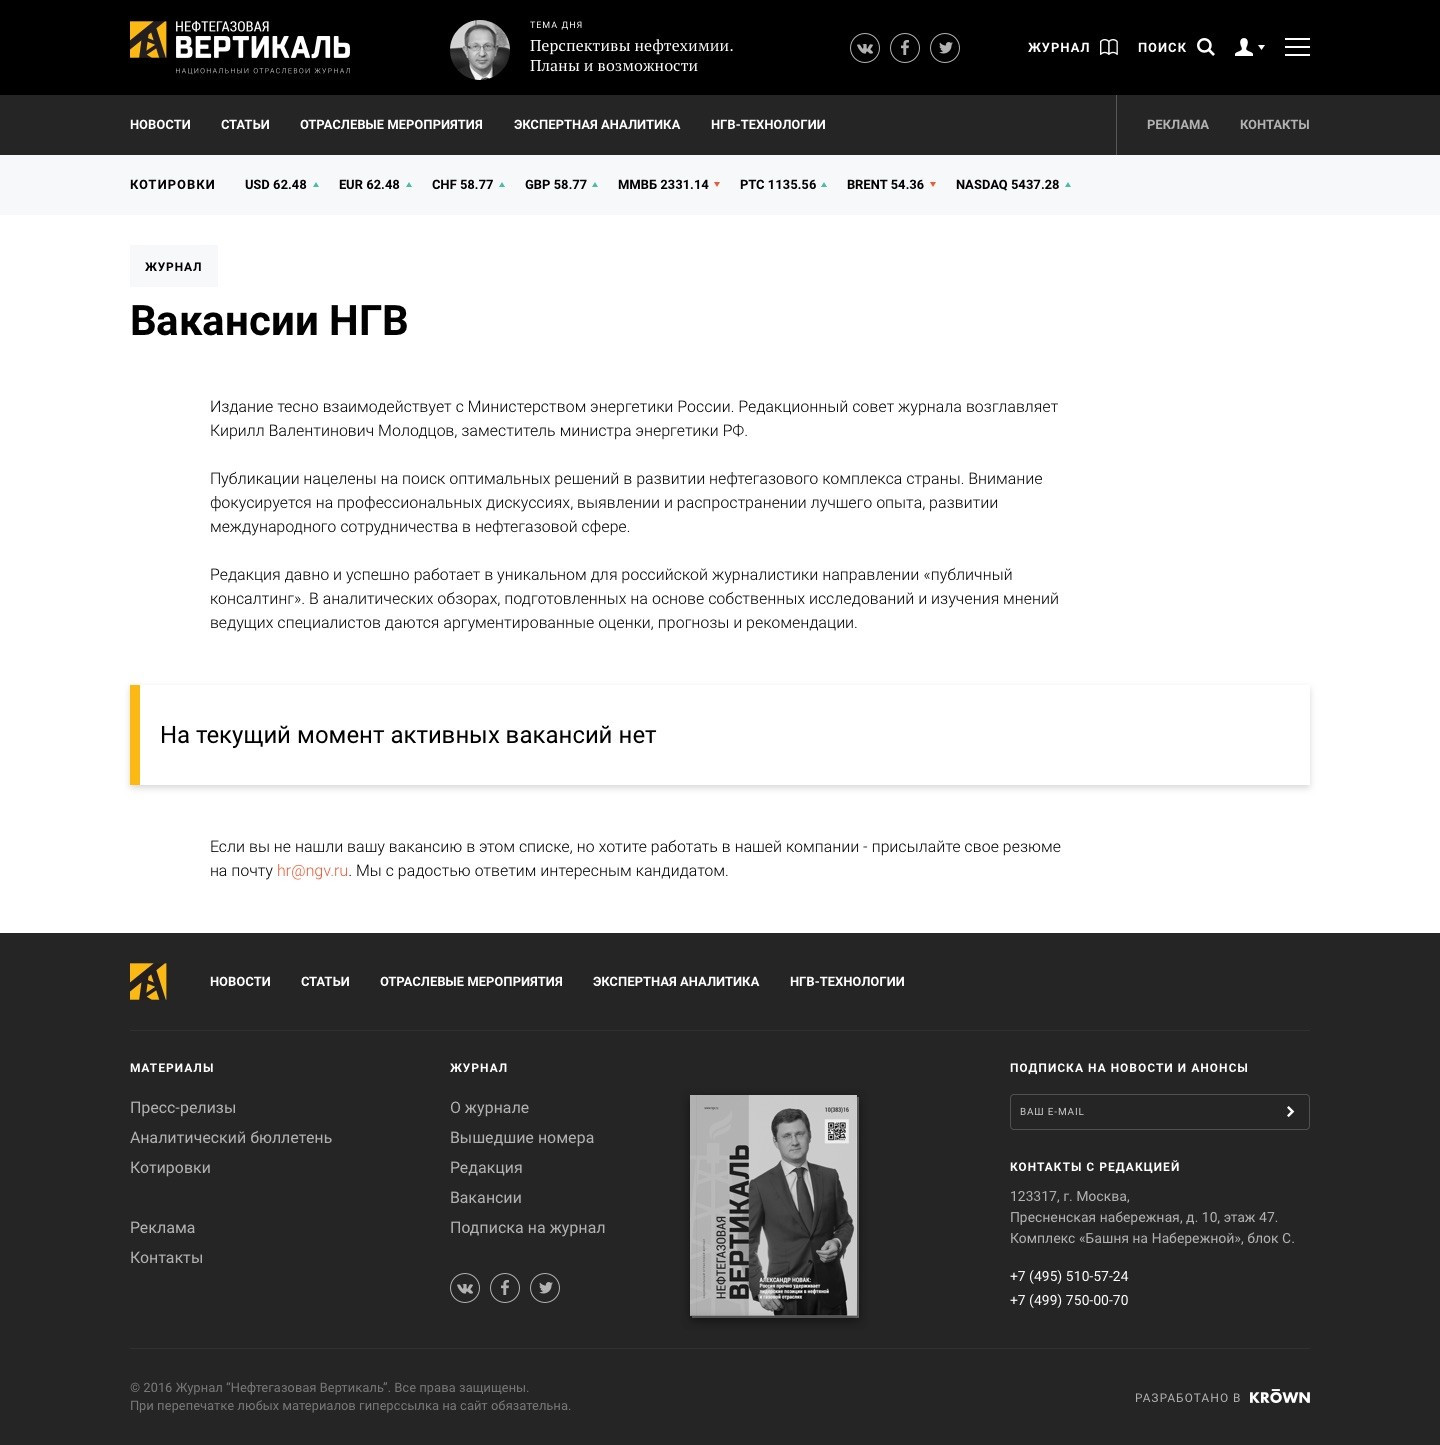 НЕФТЕГАЗОВАЯ
ВЕРТИКАЛЬ
НАЦИОНАЛЬНЫЙ ОТРАСЛЕВОЙ ЖУРНАЛ
ТЕМА ДНЯ
Перспективы нефтехимии.
Планы и возможности
ЖУРНАЛ
ПОИСК
НОВОСТИ СТАТЬИ ОТРАСЛЕВЫЕ МЕРОПРИЯТИЯ ЭКСПЕРТНАЯ АНАЛИТИКА НГВ-ТЕХНОЛОГИИ РЕКЛАМА КОНТАКТЫ
КОТИРОВКИ USD 62.48 EUR 62.48 CHF 58.77 GBP 58.77 ММВБ 2331.14 РТС 1135.56 BRENT 54.36 NASDAQ 5437.28
ЖУРНАЛ
Вакансии НГВ
Издание тесно взаимодействует с Министерством энергетики России. Редакционный совет журнала возглавляет
Кирилл Валентинович Молодцов, заместитель министра энергетики РФ.
Публикации нацелены на поиск оптимальных решений в развитии нефтегазового комплекса страны. Внимание
фокусируется на профессиональных дискуссиях, выявлении и распространении лучшего опыта, развитии
международного сотрудничества в нефтегазовой сфере.
Редакция давно и успешно работает в уникальном для российской журналистики направлении «публичный
консалтинг». В аналитических обзорах, подготовленных на основе собственных исследований и изучения мнений
ведущих специалистов даются аргументированные оценки, прогнозы и рекомендации.
На текущий момент активных вакансий нет
Если вы не нашли вашу вакансию в этом списке, но хотите работать в нашей компании - присылайте свое резюме
на почту hr@ngv.ru. Мы с радостью ответим интересным кандидатом.
НОВОСТИ СТАТЬИ ОТРАСЛЕВЫЕ МЕРОПРИЯТИЯ ЭКСПЕРТНАЯ АНАЛИТИКА НГВ-ТЕХНОЛОГИИ
МАТЕРИАЛЫ
Пресс-релизы
Аналитический бюллетень
Котировки
Реклама
Контакты
ЖУРНАЛ
О журнале
Вышедшие номера
Редакция
Вакансии
Подписка на журнал
10(383)16
НЕФТЕГАЗОВАЯ
ВЕРТИКАЛЬ
АЛЕКСАНДР НОВАК:
Россия прочно удерживает
лидерские позиции в нефтяной
и газовой отраслях
ПОДПИСКА НА НОВОСТИ И АНОНСЫ
ВАШ E-MAIL
КОНТАКТЫ С РЕДАКЦИЕЙ
123317, г. Москва,
Пресненская набережная, д. 10, этаж 47.
Комплекс «Башня на Набережной», блок С.
+7 (495) 510-57-24
+7 (499) 750-00-70
© 2016 Журнал “Нефтегазовая Вертикаль”. Все права защищены.
При перепечатке любых материалов гиперссылка на сайт обязательна.
РАЗРАБОТАНО В KRŌWN